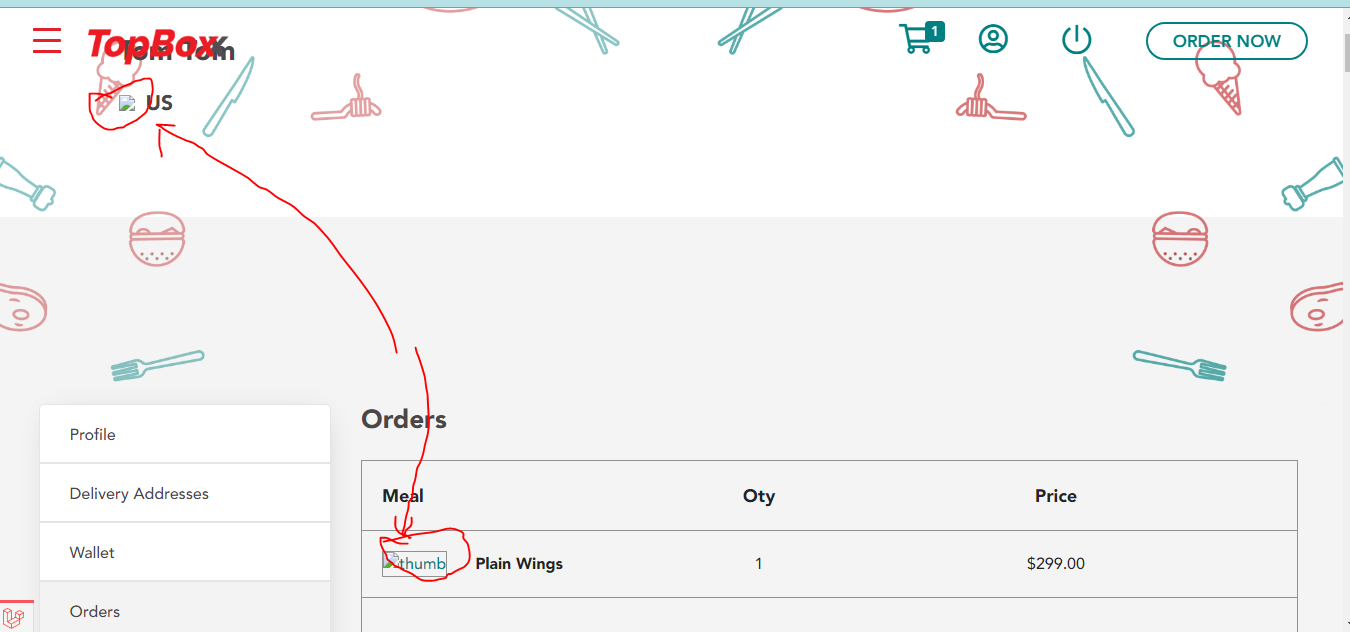 TopBox
1
ORDER NOW
Tom Tom
US
Profile
Delivery Addresses
Wallet
Orders
Orders
Meal Qty Price
thumb Plain Wings 1 $299.00